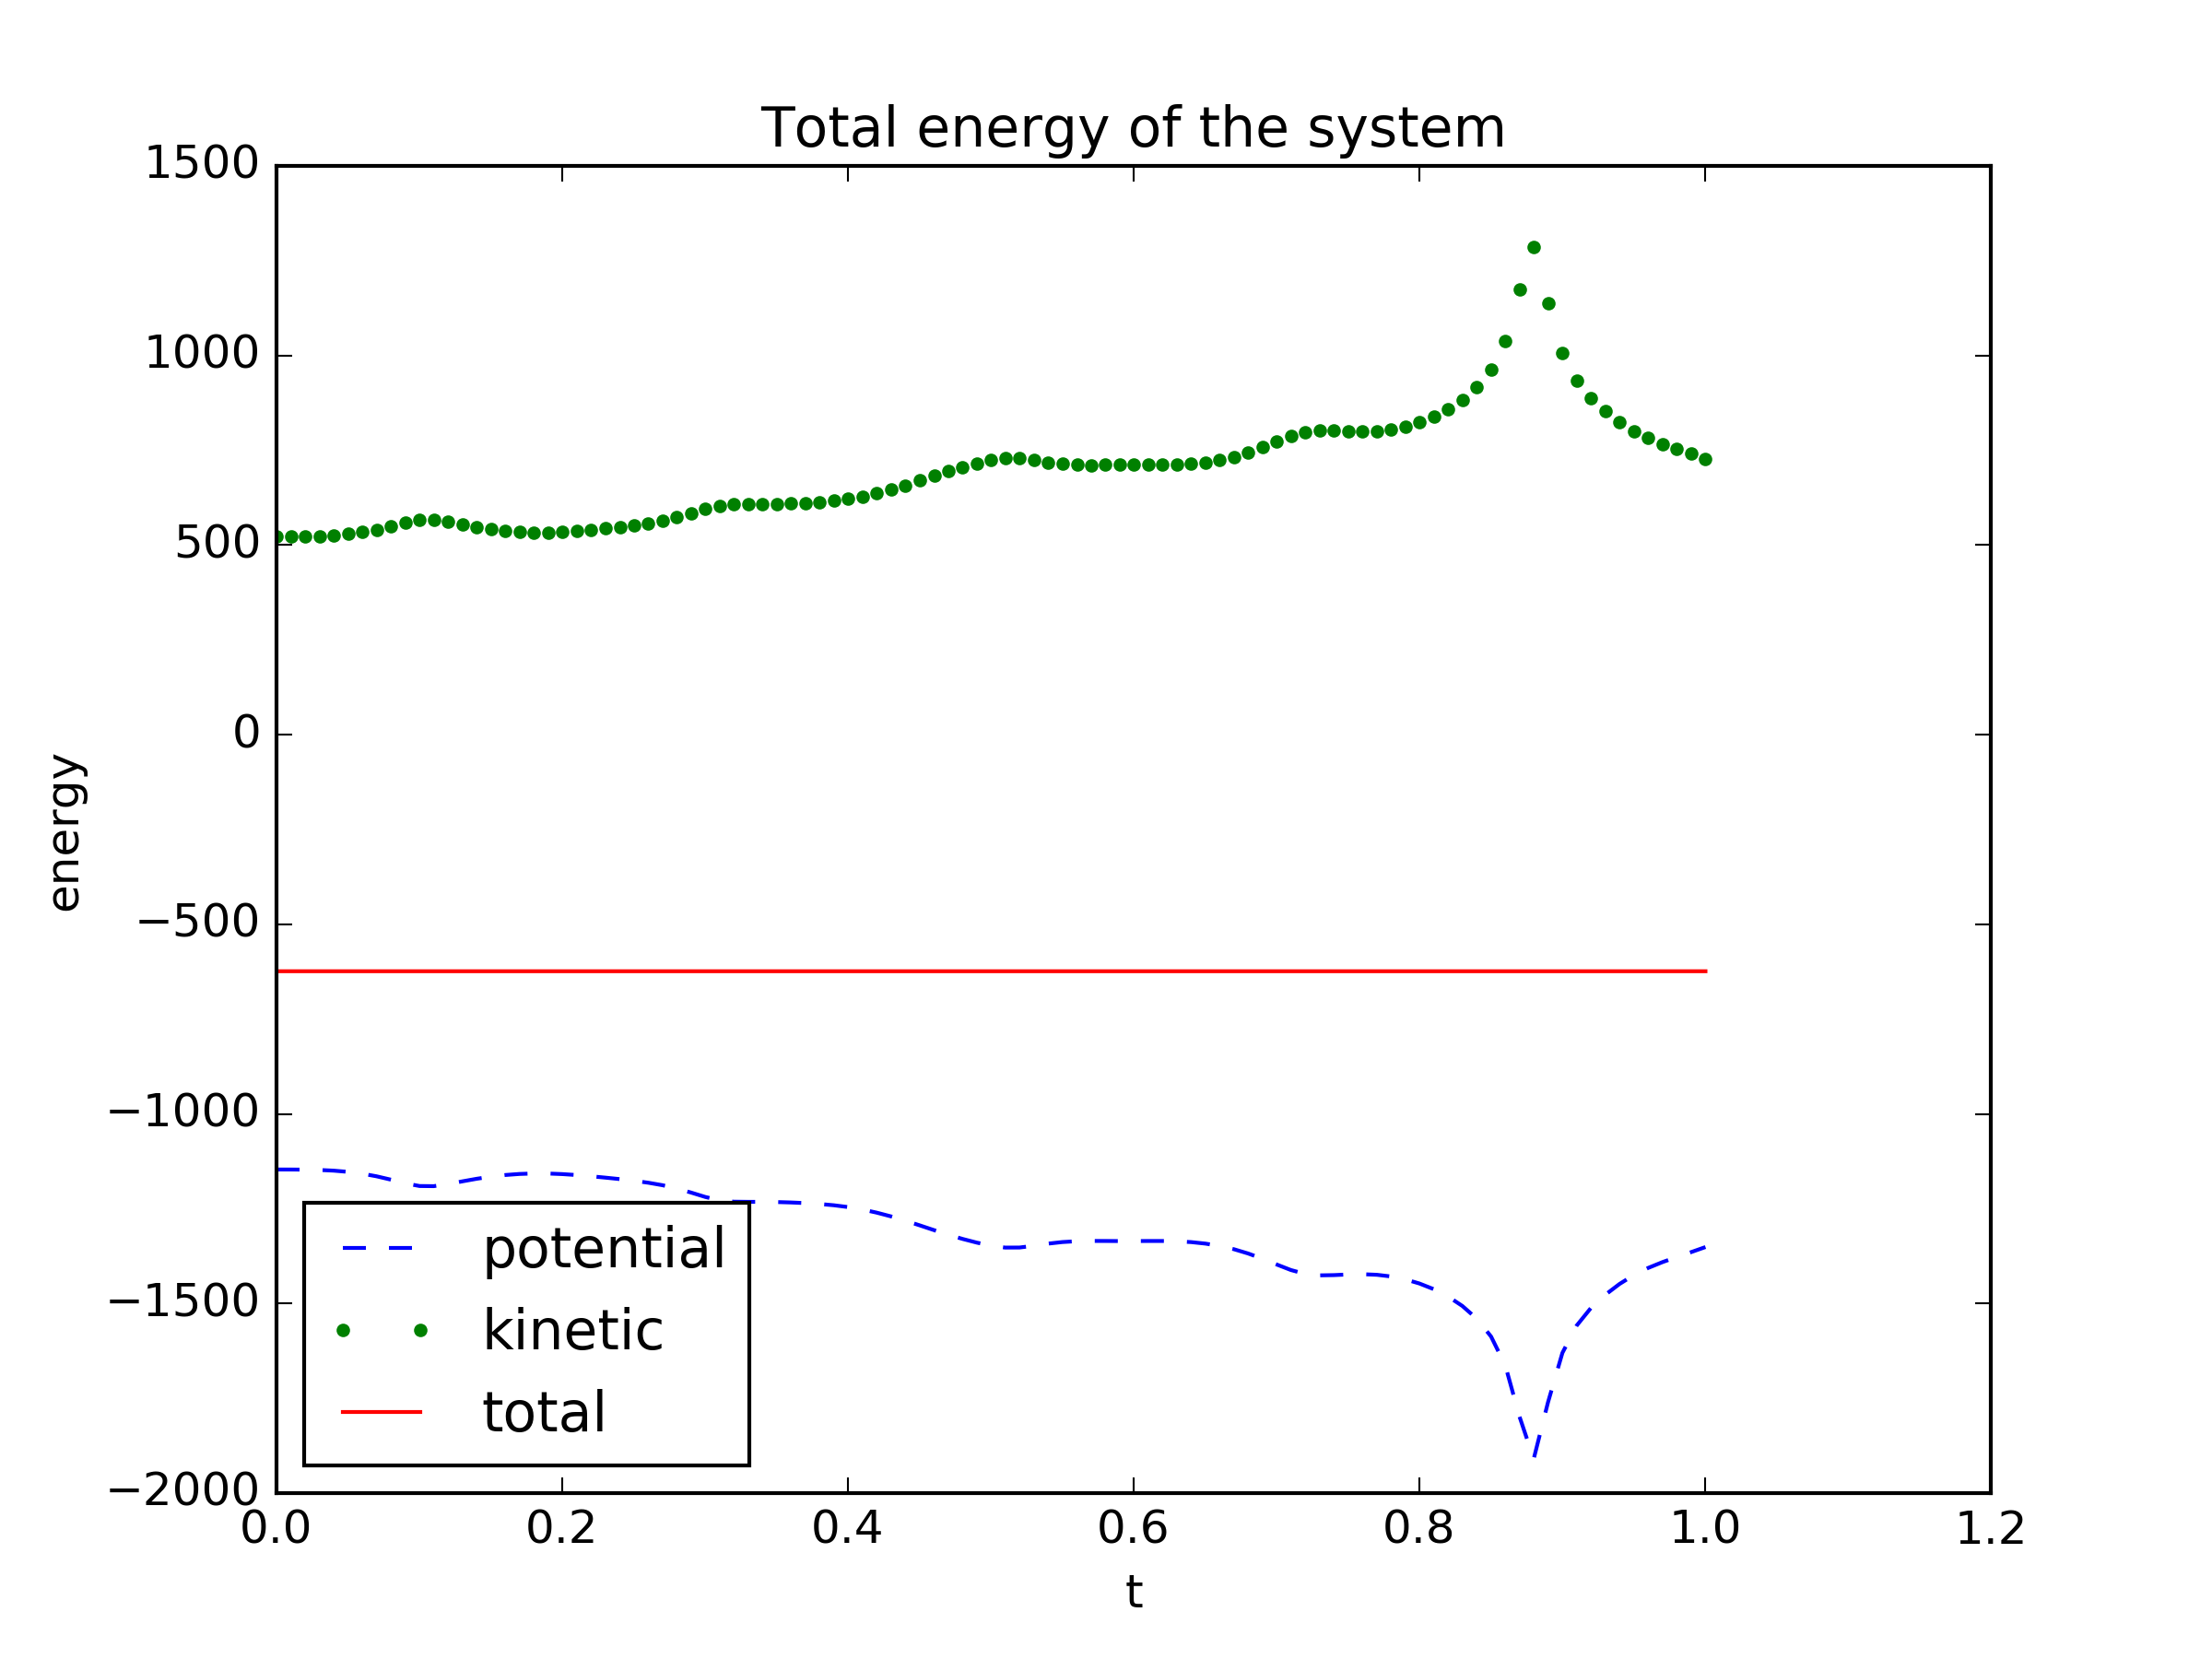 Total energy of the system
1500
1000
500
0
−500
−1000
−1500
−2000
energy
potential
kinetic
total
0.0 0.2 0.4 0.6 0.8 1.0 1.2
t